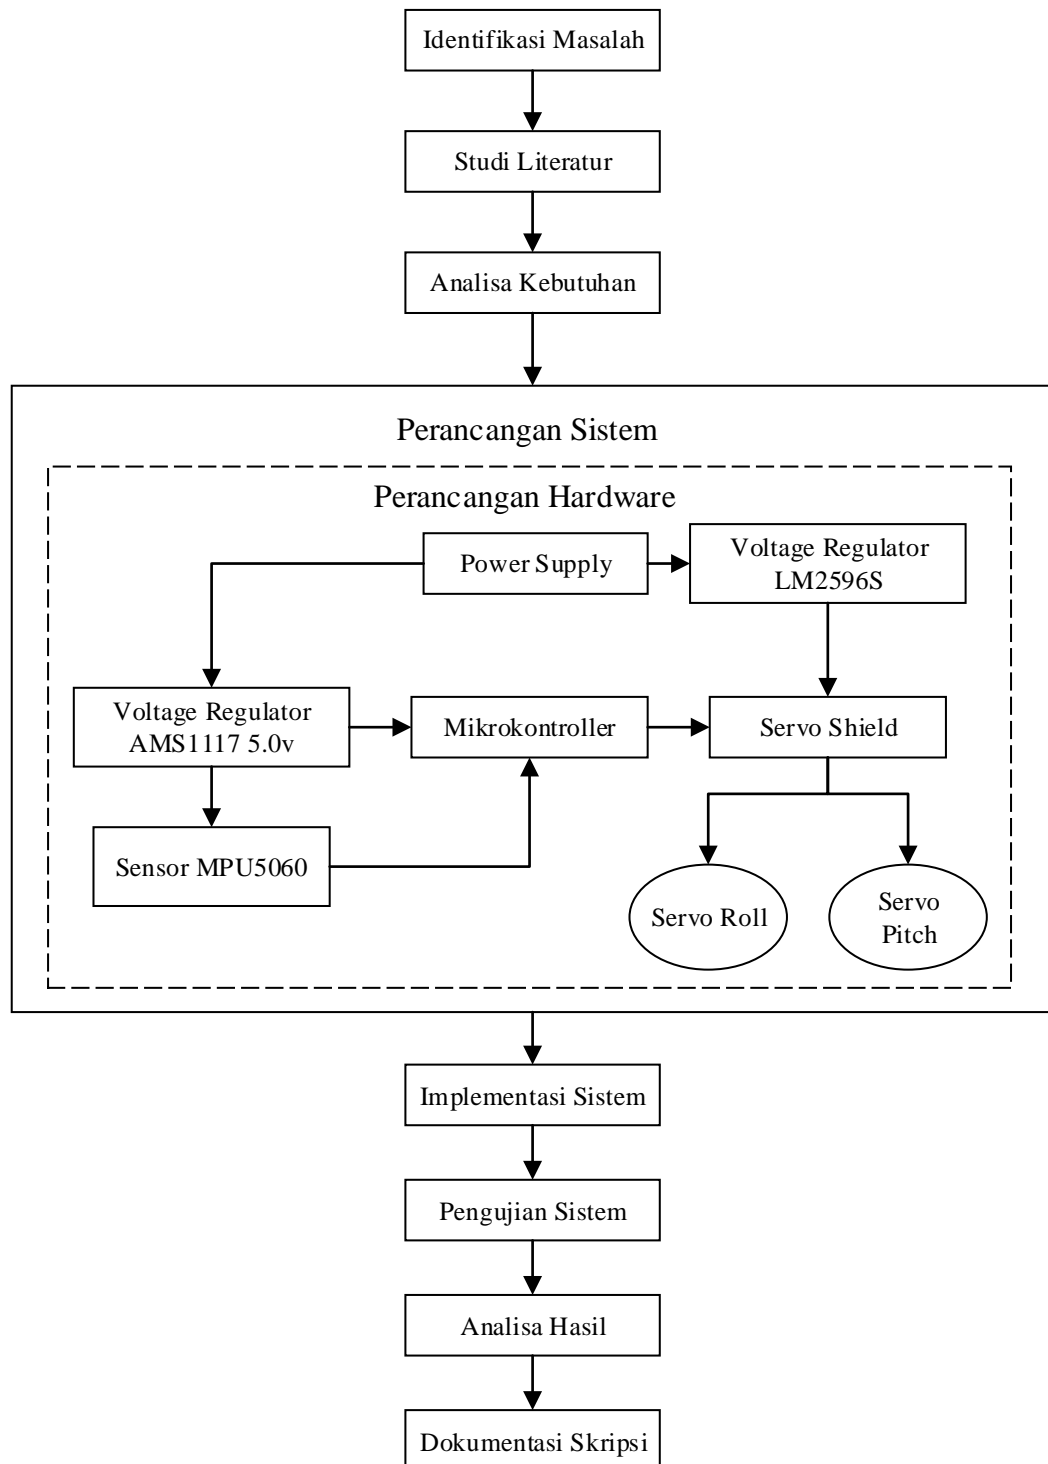 Identifikasi Masalah
Studi Literatur
Analisa Kebutuhan
Perancangan Sistem
Perancangan Hardware
Power Supply
Voltage Regulator
LM2596S
Voltage Regulator
AMS1117 5.0v
Mikrokontroller
Servo Shield
Sensor MPU5060
Servo Roll
Servo
Pitch
Implementasi Sistem
Pengujian Sistem
Analisa Hasil
Dokumentasi Skripsi